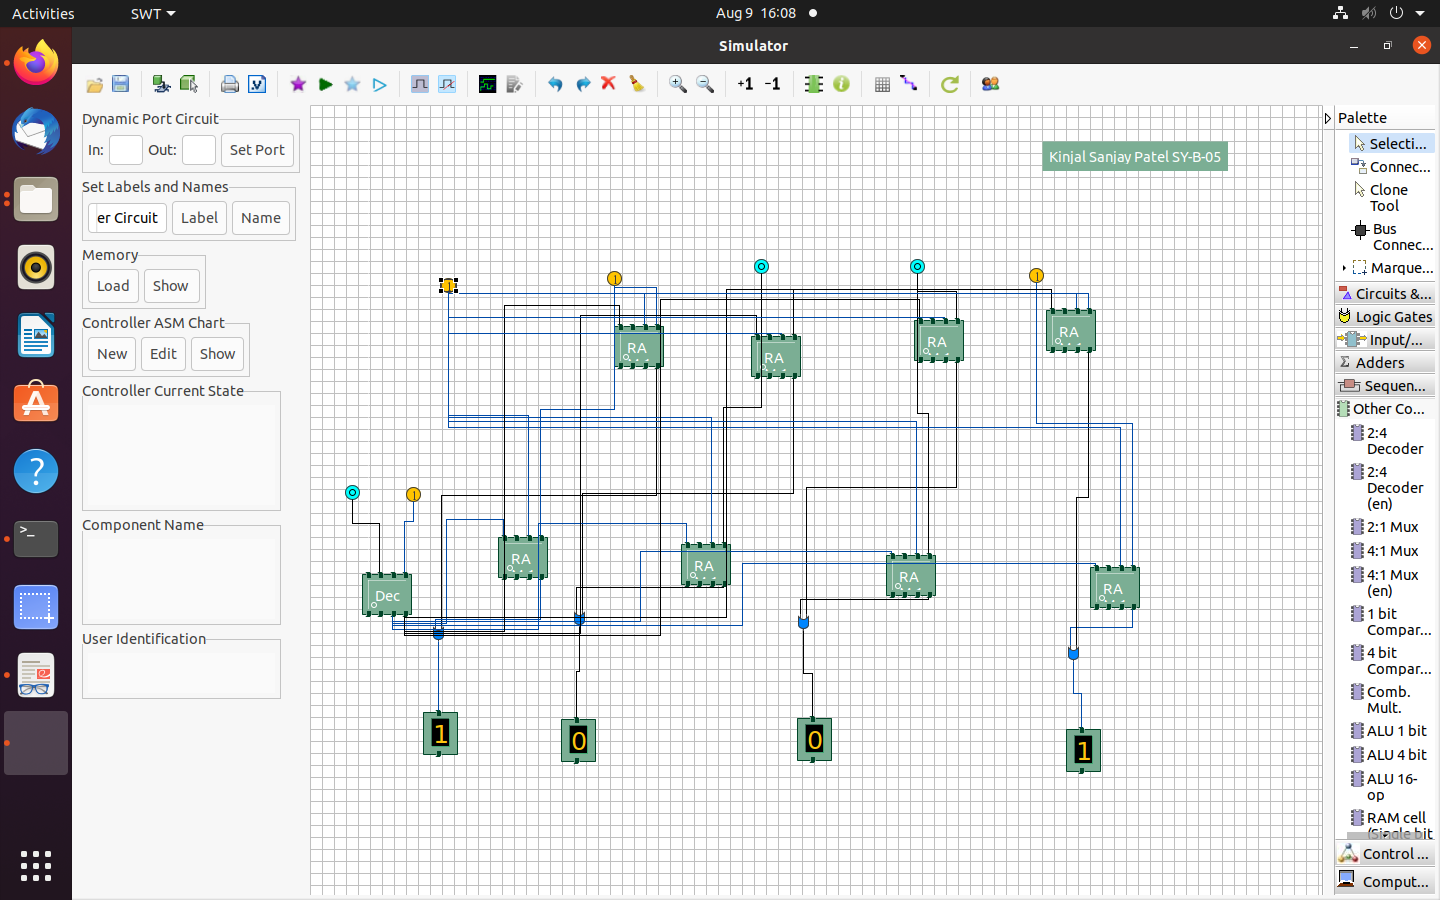 Activities
SWT
Aug 9 16:08
Simulator
+1
−1
Dynamic Port Circuit
In:
Out:
Set Port
Set Labels and Names
er Circuit
Label
Name
Memory
Load
Show
Controller ASM Chart
New
Edit
Show
Controller Current State
Component Name
User Identification
Kinjal Sanjay Patel SY-B-05
RA
RA
RA
RA
RA
RA
RA
RA
Dec
1
0
0
1
Palette
Selecti...
Connec...
Clone
Tool
Bus
Connec...
Marque...
Circuits &...
Logic Gates
Input/...
Adders
Sequen...
Other Co...
2:4
Decoder
2:4
Decoder
(en)
2:1 Mux
4:1 Mux
4:1 Mux
(en)
1 bit
Compar...
4 bit
Compar...
Comb.
Mult.
ALU 1 bit
ALU 4 bit
ALU 16-
op
RAM cell
(Single bit
Control ...
Comput...